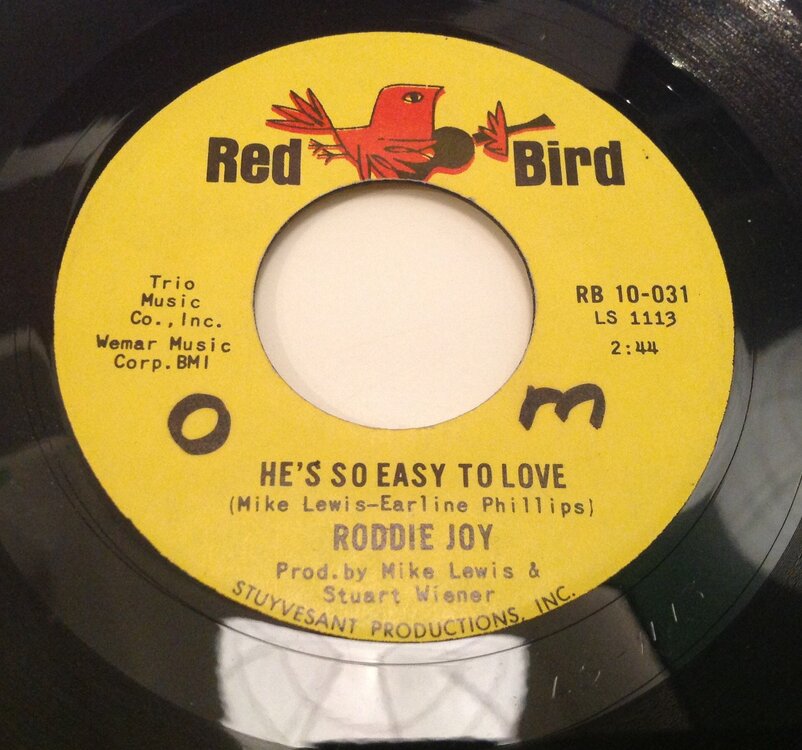 Red Bird
Trio
Music
Co.,Inc.
Wemar Music
Corp.BMI
RB 10-031
LS 1113
2:44
O
m
HE'S SO EASY TO LOVE
(Mike Lewis-Earline Phillips)
RODDIE JOY
Prod.by Mike Lewis &
Stuart Wiener
STUYVESANT PRODUCTIONS, INC.